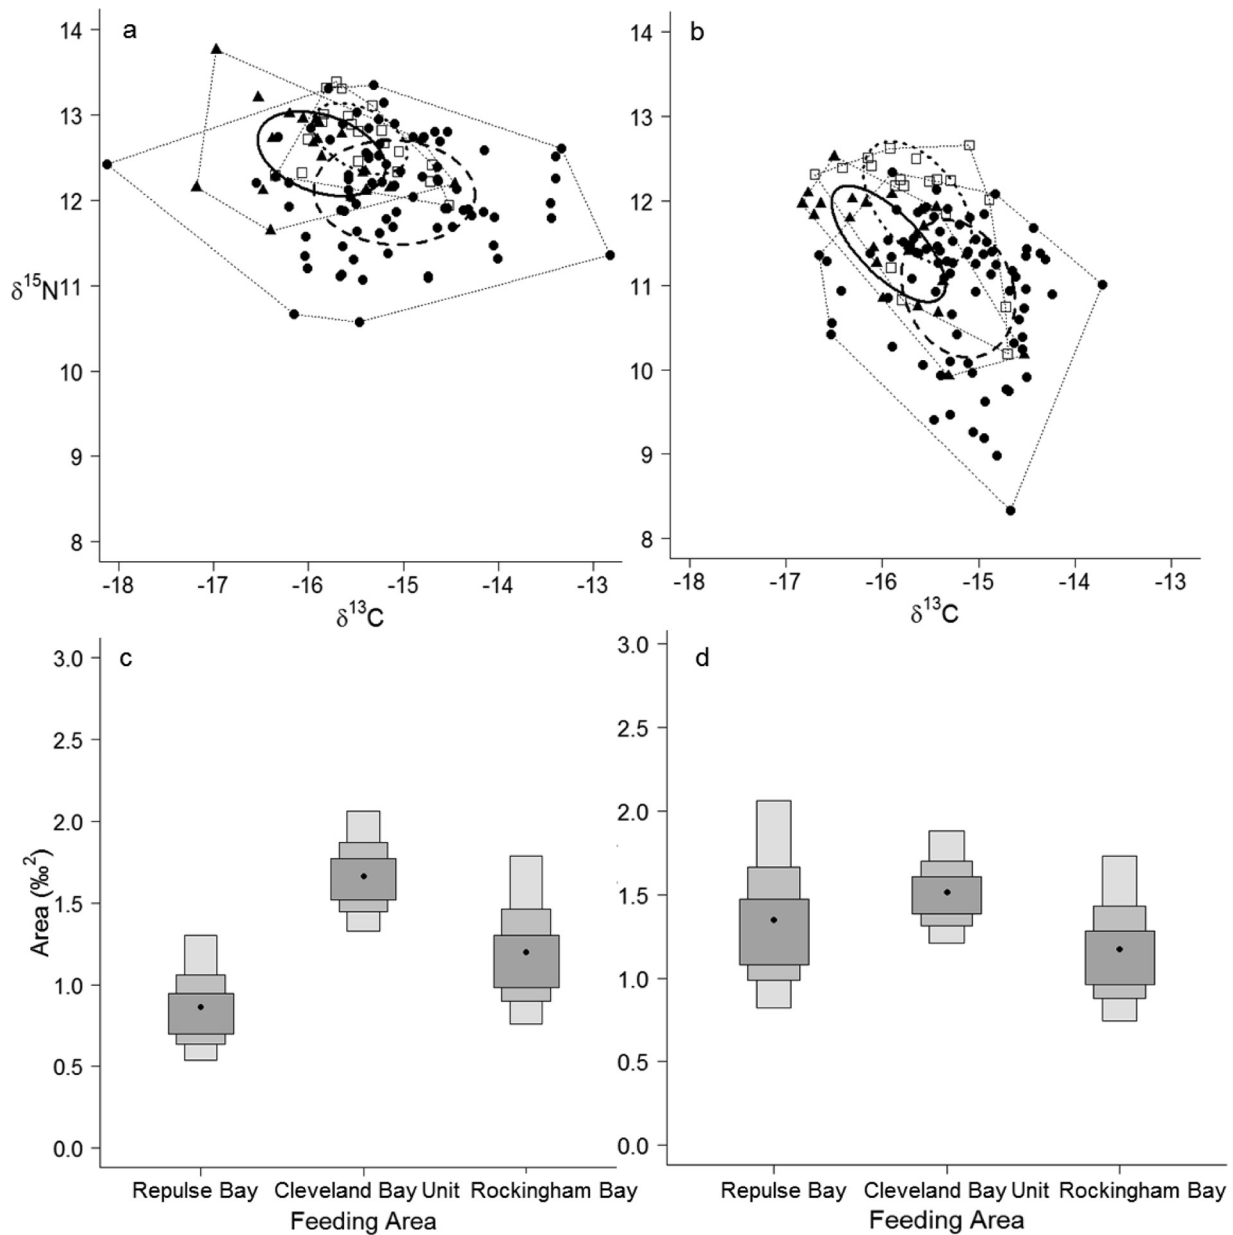 a
14
13
12
δ15N11
10
9
8
-18 -17 -16 -15 -14 -13
δ13C
b
14
13
12
11
10
9
8
-18 -17 -16 -15 -14 -13
δ13C
c
3.0
2.5
2.0
1.5
1.0
0.5
0.0
Area (‰2)
Repulse Bay Cleveland Bay Unit Rockingham Bay
Feeding Area
d
3.0
2.5
2.0
1.5
1.0
0.5
0.0
Repulse Bay Cleveland Bay Unit Rockingham Bay
Feeding Area